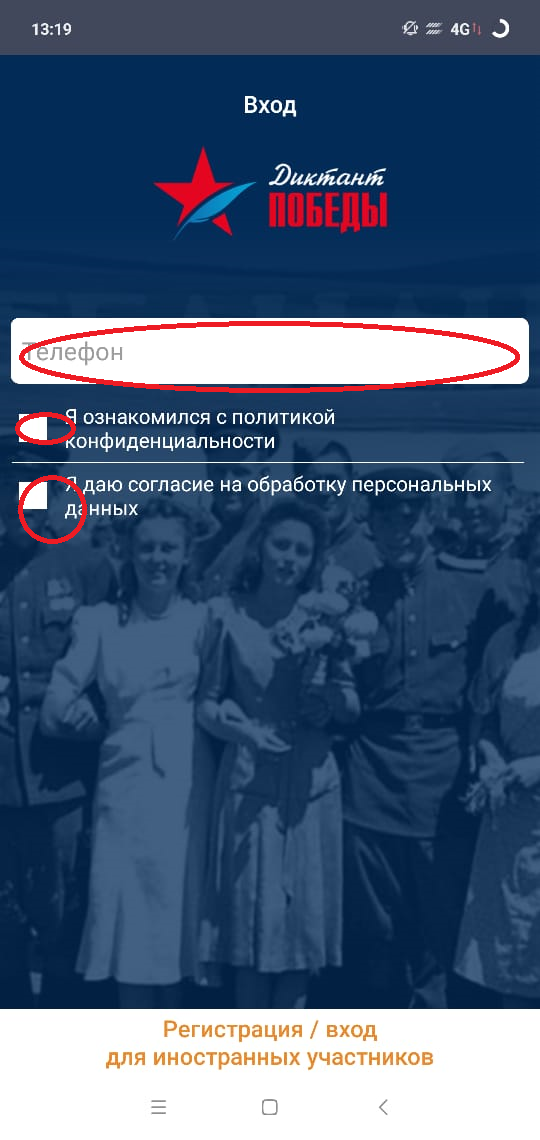 13:19
4G
Вход
Диктант
ПОБЕДЫ
Телефон
Я ознакомился с политикой
конфиденциальности
Я даю согласие на обработку персональных
данных
Регистрация / вход
для иностранных участников